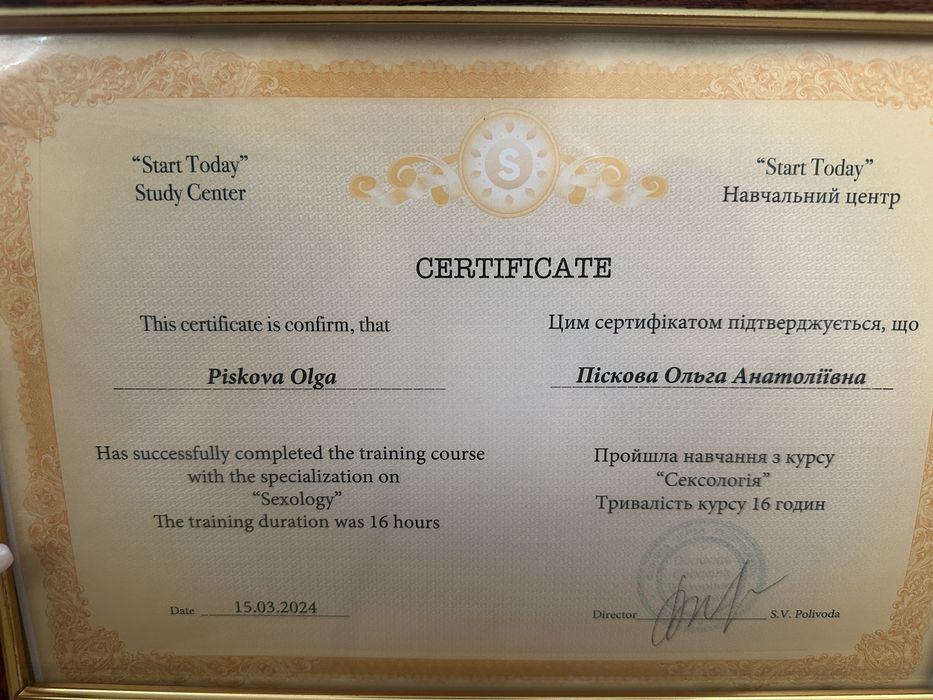 “Start Today”
Study Center
“Start Today”
Навчальний центр
S
CERTIFICATE
This certificate is confirm, that
Piskova Olga
Has successfully completed the training course
with the specialization on
“Sexology”
The training duration was 16 hours
Date 15.03.2024
Цим сертифікатом підтверджується, що
Піскова Ольга Анатоліївна
Пройшла навчання з курсу
“Сексологія”
Тривалість курсу 16 годин
Director S.V. Polivoda